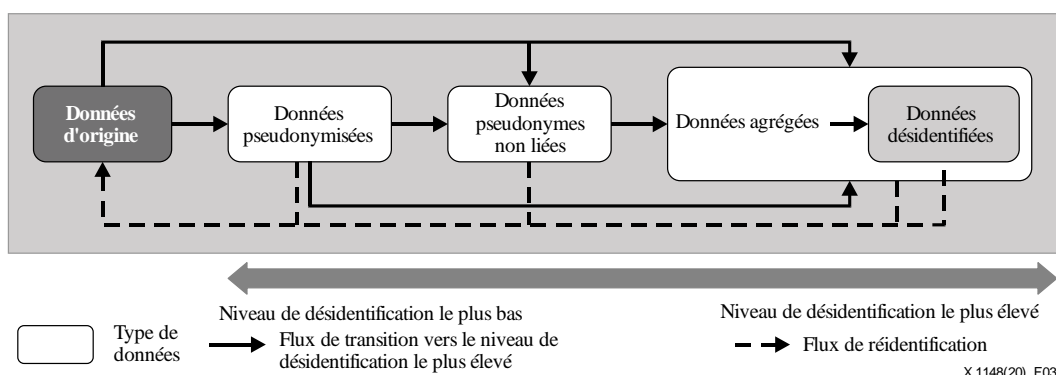 Données
d'origine
Données
pseudonymisées
Données
pseudonymes
non liées
Données agrégées
Données
désidentifiées
Niveau de désidentification le plus bas
Niveau de désidentification le plus élevé
Type de
données
Flux de transition vers le niveau de
désidentification le plus élevé
Flux de réidentification
X.1148(20)_F03